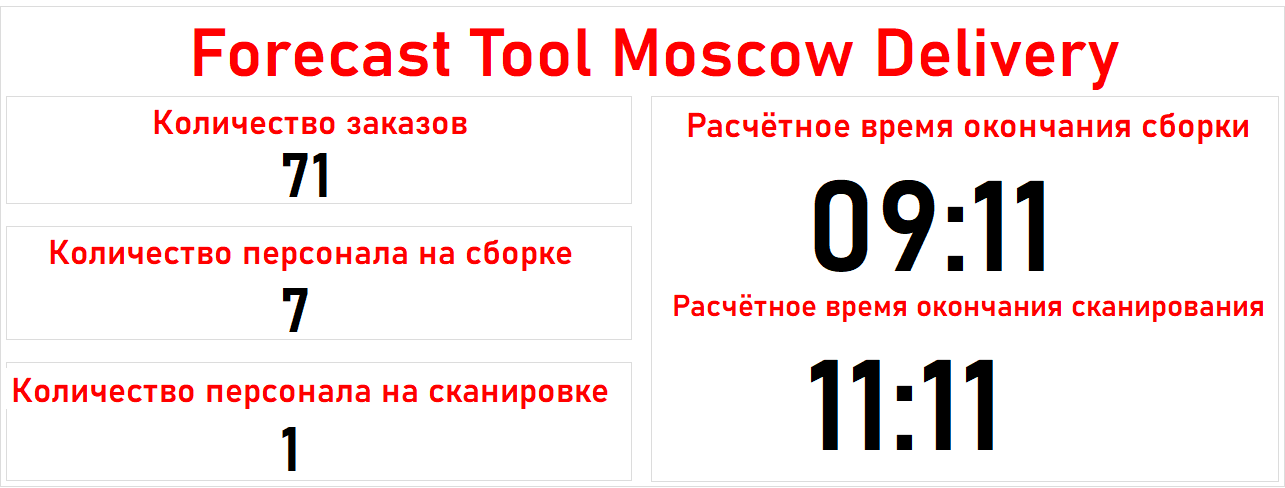 Forecast Tool Moscow Delivery
Количество заказов
71
Количество персонала на сборке
7
Количество персонала на сканировке
1
Расчётное время окончания сборки
09:11
Расчётное время окончания сканирования
11:11